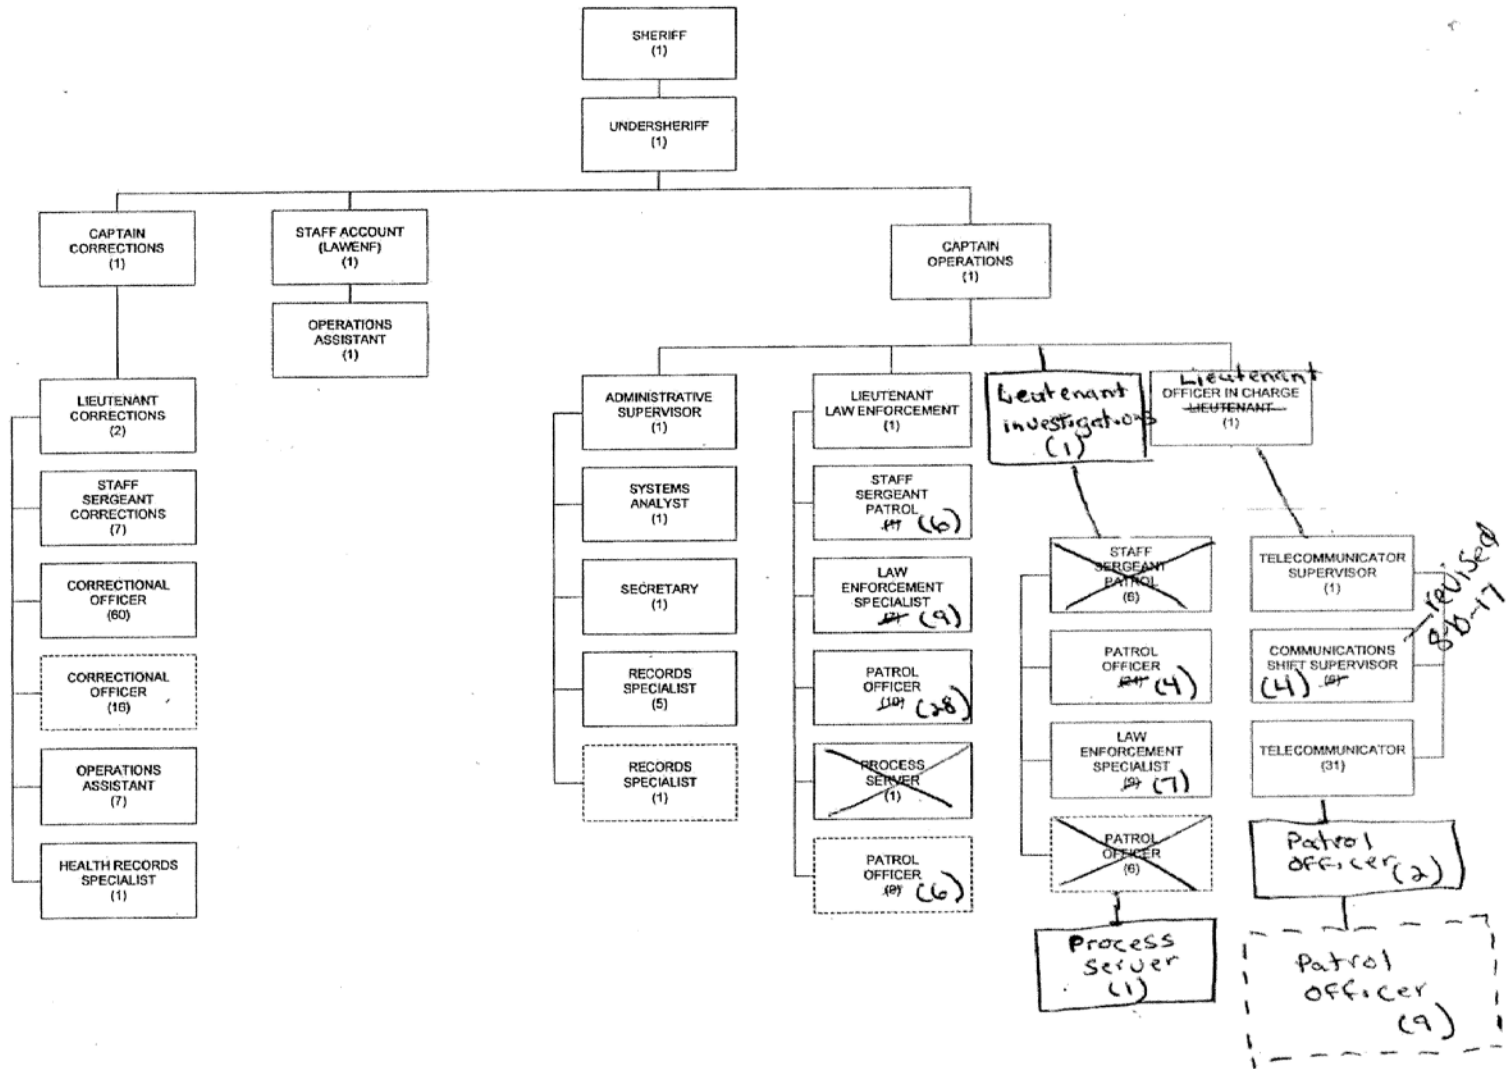 SHERIFF
(1)
UNDERSHERIFF
(1)
CAPTAIN
CORRECTIONS
(1)
STAFF ACCOUNT
(LAWENF)
(1)
OPERATIONS
ASSISTANT
(1)
CAPTAIN
OPERATIONS
(1)
LIEUTENANT
CORRECTIONS
(2)
STAFF
SERGEANT
CORRECTIONS
(7)
CORRECTIONAL
OFFICER
(60)
CORRECTIONAL
OFFICER
(16)
OPERATIONS
ASSISTANT
(7)
HEALTH RECORDS
SPECIALIST
(1)
ADMINISTRATIVE
SUPERVISOR
(1)
SYSTEMS
ANALYST
(1)
SECRETARY
(1)
RECORDS
SPECIALIST
(5)
RECORDS
SPECIALIST
(1)
LIEUTENANT
LAW ENFORCEMENT
(1)
STAFF
SERGEANT
PATROL
(6)
LAW
ENFORCEMENT
SPECIALIST
(9)
PATROL
OFFICER
(10) (28)
PROCESS
SERVER
(1)
PATROL
OFFICER
(6)
Lieutenant
investigations
(1)
STAFF
SERGEANT
PATROL
(6)
PATROL
OFFICER
(4)
LAW
ENFORCEMENT
SPECIALIST
(7)
PATROL
OFFICER
(6)
Process
Server
(1)
Lieutenant
OFFICER IN CHARGE
LIEUTENANT
(1)
TELECOMMUNICATOR
SUPERVISOR
(1)
revised
COMMUNICATIONS
SHIFT SUPERVISOR
(4)
TELECOMMUNICATOR
(31)
Patrol
Officer (2)
Patrol
Officer
(9)